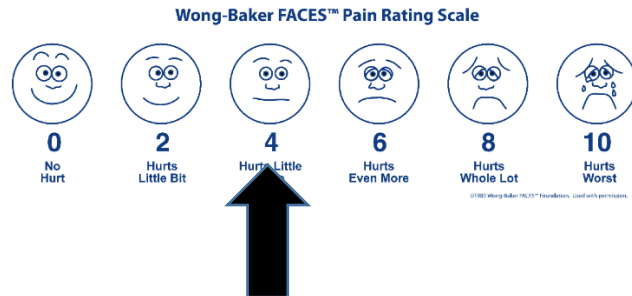 Wong-Baker FACES™ Pain Rating Scale
0 2 4 6 8 10
No Hurts Hurts Little Hurts Hurts Hurts
Hurt Little Bit Even More Whole Lot Worst
©1983 Wong-Baker FACES™ Foundation. Used with permission.